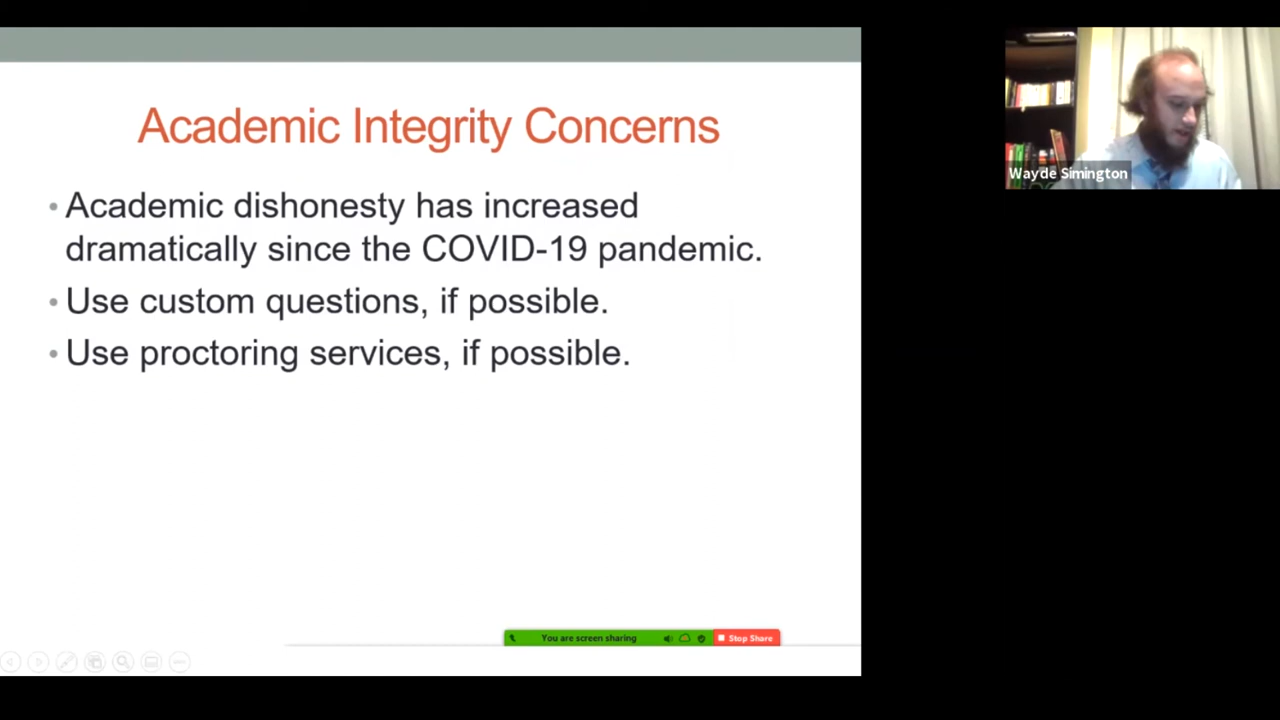 Academic Integrity Concerns
• Academic dishonesty has increased
dramatically since the COVID-19 pandemic.
• Use custom questions, if possible.
• Use proctoring services, if possible.
Wayde Simington
You are screen sharing
Stop Share